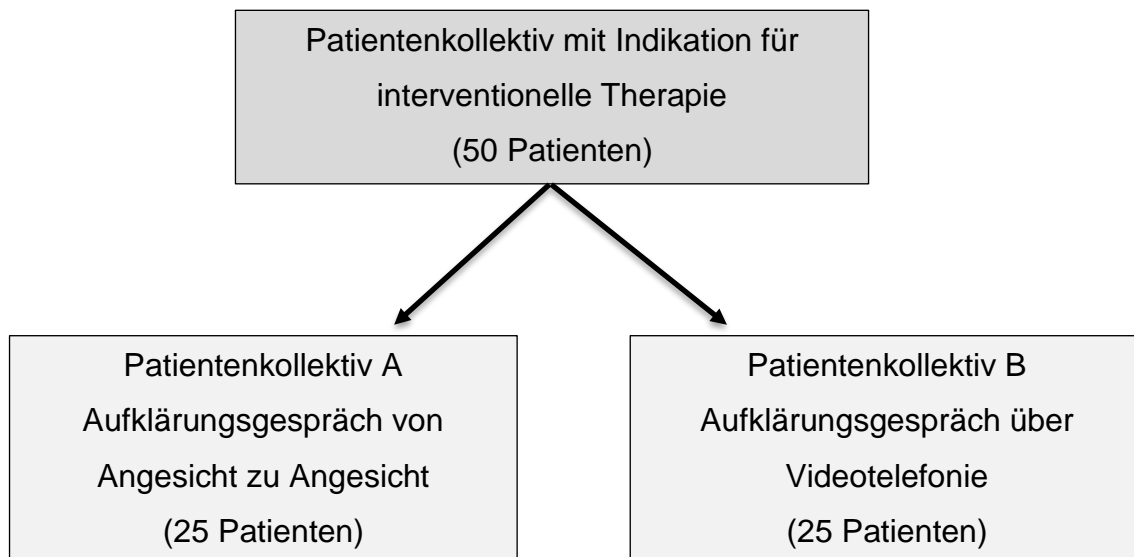 Patientenkollektiv mit Indikation für
interventionelle Therapie
(50 Patienten)
Patientenkollektiv A
Aufklärungsgespräch von
Angesicht zu Angesicht
(25 Patienten)
Patientenkollektiv B
Aufklärungsgespräch über
Videotelefonie
(25 Patienten)